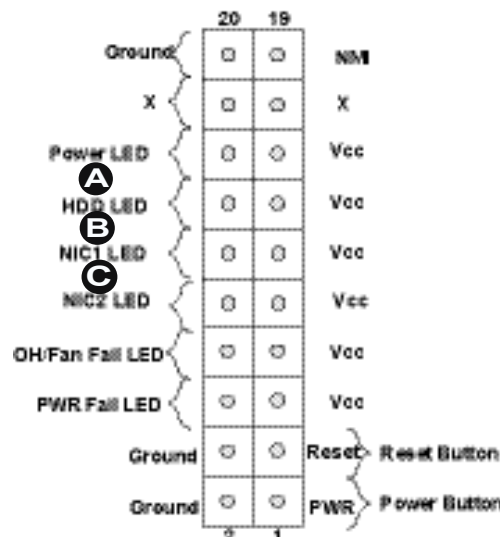 20 19
Ground NMI
X X
Power LED Vcc
A
HDD LED Vcc
B
NIC1 LED Vcc
C
NIC2 LED Vcc
OH/Fan Fail LED Vcc
PWR Fail LED Vcc
Ground Reset Reset Button
Ground PWR Power Button
2 1